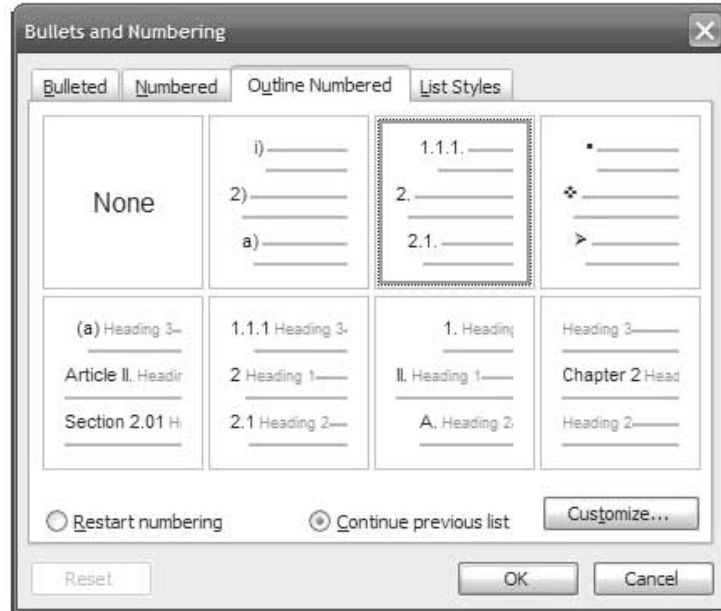 Bullets and Numbering
Bulleted Numbered Outline Numbered List Styles
None
i)
2)
a)
1.1.1.
2.
2.1.
(a) Heading 3
Article II. Headin
Section 2.01 H
1.1.1 Heading 3
2 Heading 1
2.1 Heading 2
1. Heading
II. Heading 1
A. Heading 2
Heading 3
Chapter 2 Head
Heading 2
Restart numbering Continue previous list Customize...
Reset OK Cancel